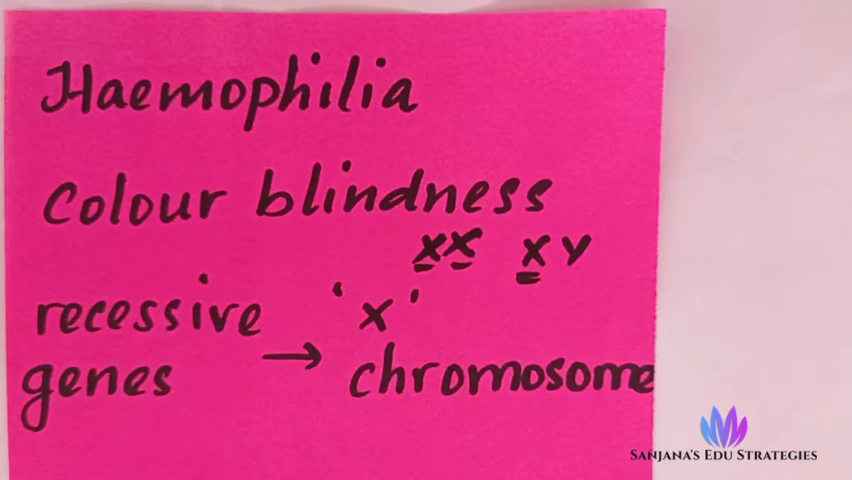 Haemophilia
Colour blindness
XX XY
recessive 'X'
genes → chromosome
SANJANA'S EDU STRATEGIES